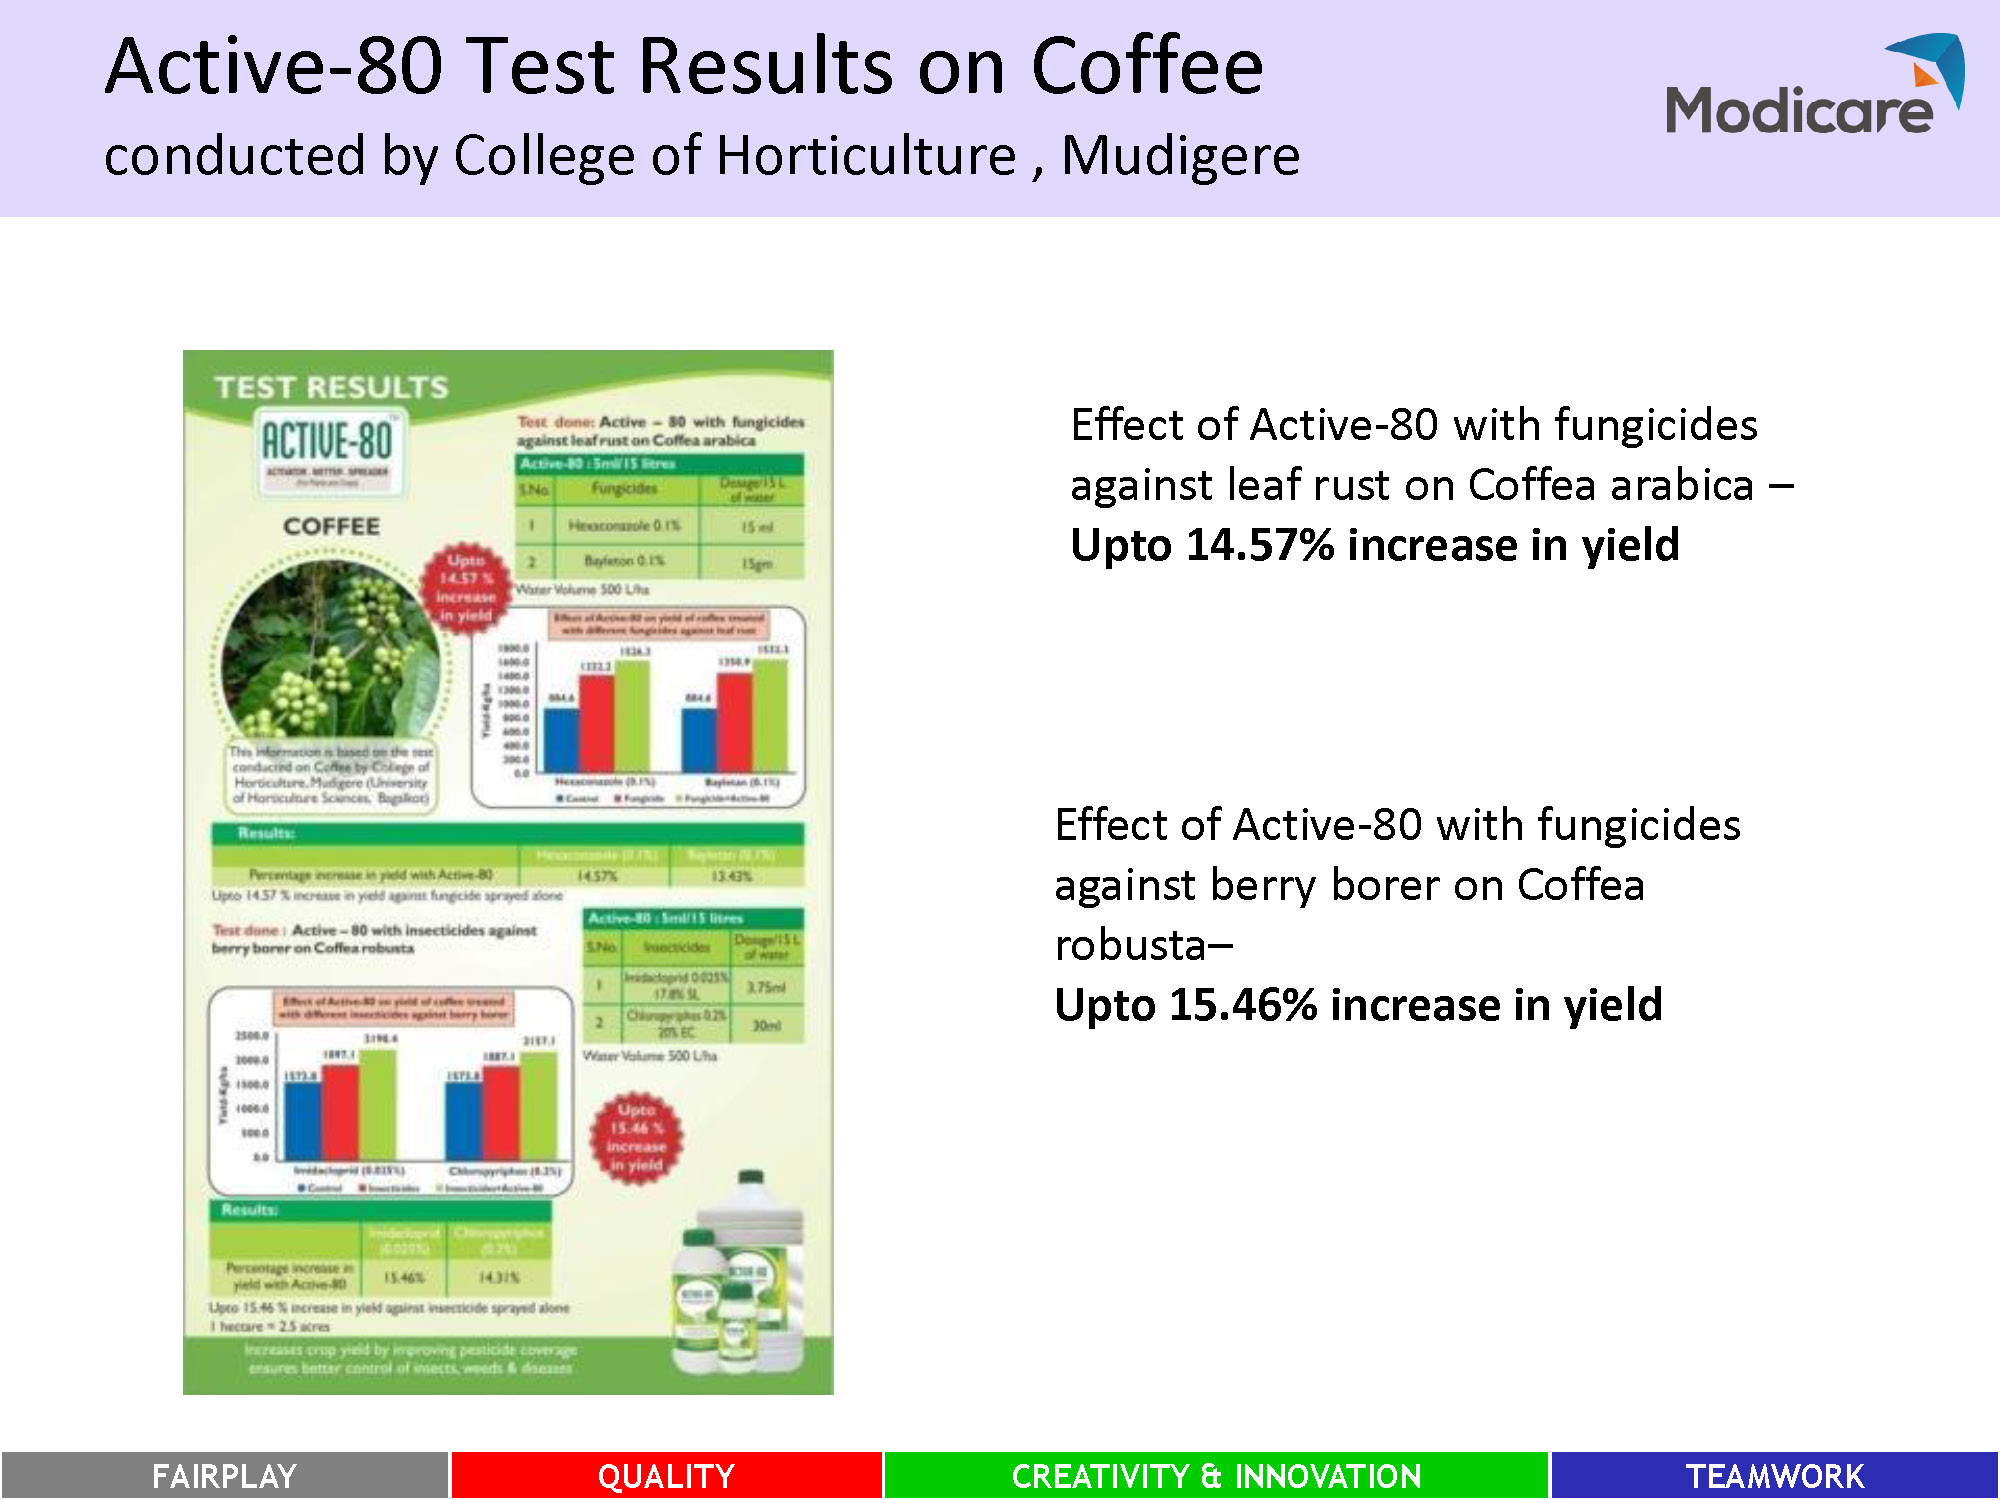 Active-80 Test Results on Coffee
conducted by College of Horticulture , Mudigere
Modicare
TEST RESULTS
ACTIVE-80
TM
ACTIVATOR . WETTER . SPREADER
COFFEE
Upto
14.57 %
increase
in yield
This information is based on the test
conducted on Coffee by College of
Horticulture, Mudigere (University
of Horticulture Sciences, Bagalkot)
Test done: Active – 80 with fungicides
against leaf rust on Coffea arabica
Active-80 : 5ml/15 litres
S.No. Fungicides Dosage/15 L
of water
1 Hexaconazole 0.1% 15 ml
2 Bayleton 0.1% 15gm
Water Volume 500 L/ha
Effect of Active-80 on yield of coffee treated
with different fungicides against leaf rust
Yield-Kg/ha
1800.0
1600.0
1400.0
1200.0
1000.0
800.0
600.0
400.0
200.0
0.0
884.6 1332.2 1526.3
884.6 1350.9 1532.3
Hexaconazole (0.1%) Bayletan (0.1%)
Control Fungicide Fungicide+Active-80
Results:
Hexaconazole (0.1%) Bayletan (0.1%)
Percentage increase in yield with Active-80 14.57% 13.43%
Upto 14.57 % increase in yield against fungicide sprayed alone
Test done : Active – 80 with insecticides against
berry borer on Coffea robusta
Active-80 : 5ml/15 litres
S.No. Insecticides Dosage/15 L
of water
1 Imidacloprid 0.025%
17.8% SL 3.75ml
2 Chloropyriphos 0.2%
20% EC 30ml
Water Volume 500 L/ha
Effect of Active-80 on yield of coffee treated
with different insecticides against berry borer
Yield-Kg/ha
2500.0
2000.0
1500.0
1000.0
500.0
0.0
1573.8 1897.1 2190.4
1573.8 1887.1 2157.1
Imidacloprid (0.025%) Chloropyriphos (0.2%)
Control Insecticides Insecticides+Active-80
Upto
15.46 %
increase
in yield
Results:
Imidacloprid
(0.025%) Chloropyriphos
(0.2%)
Percentage increase in
yield with Active-80 15.46% 14.31%
Upto 15.46 % increase in yield against insecticide sprayed alone
1 hectare = 2.5 acres
Increases crop yield by improving pesticide coverage
ensures better control of insects, weeds & diseases
Effect of Active-80 with fungicides
against leaf rust on Coffea arabica –
Upto 14.57% increase in yield
Effect of Active-80 with fungicides
against berry borer on Coffea
robusta–
Upto 15.46% increase in yield
FAIRPLAY
QUALITY
CREATIVITY & INNOVATION
TEAMWORK